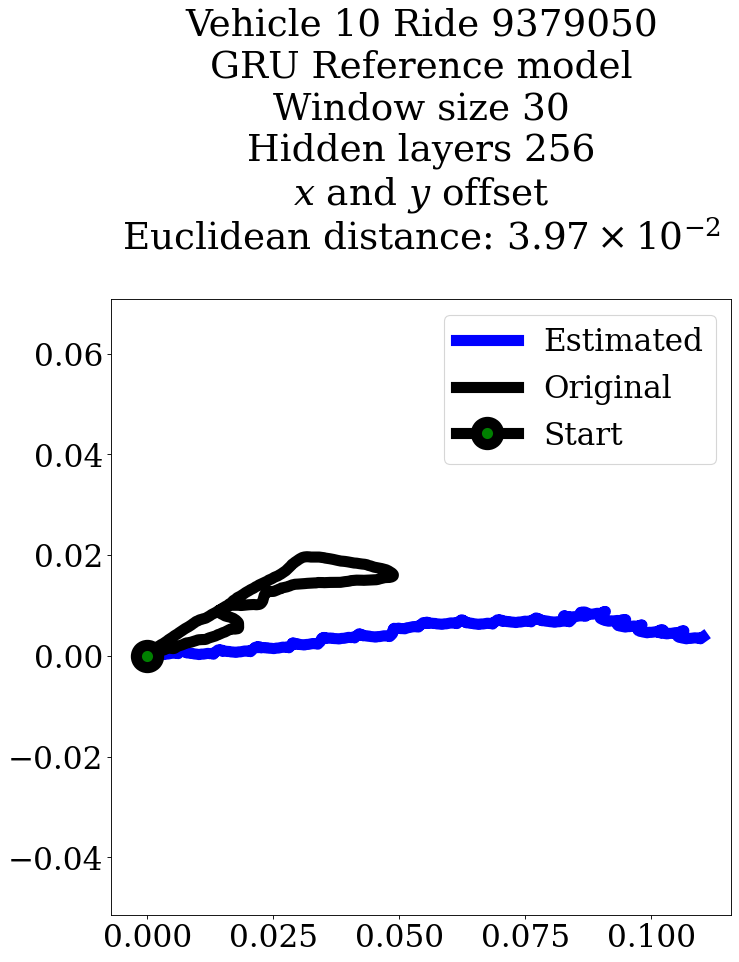 Vehicle 10 Ride 9379050
GRU Reference model
Window size 30
Hidden layers 256
x and y offset
Euclidean distance: 3.97 × 10⁻²
Estimated
Original
Start
0.06
0.04
0.02
0.00
−0.02
−0.04
0.000 0.025 0.050 0.075 0.100